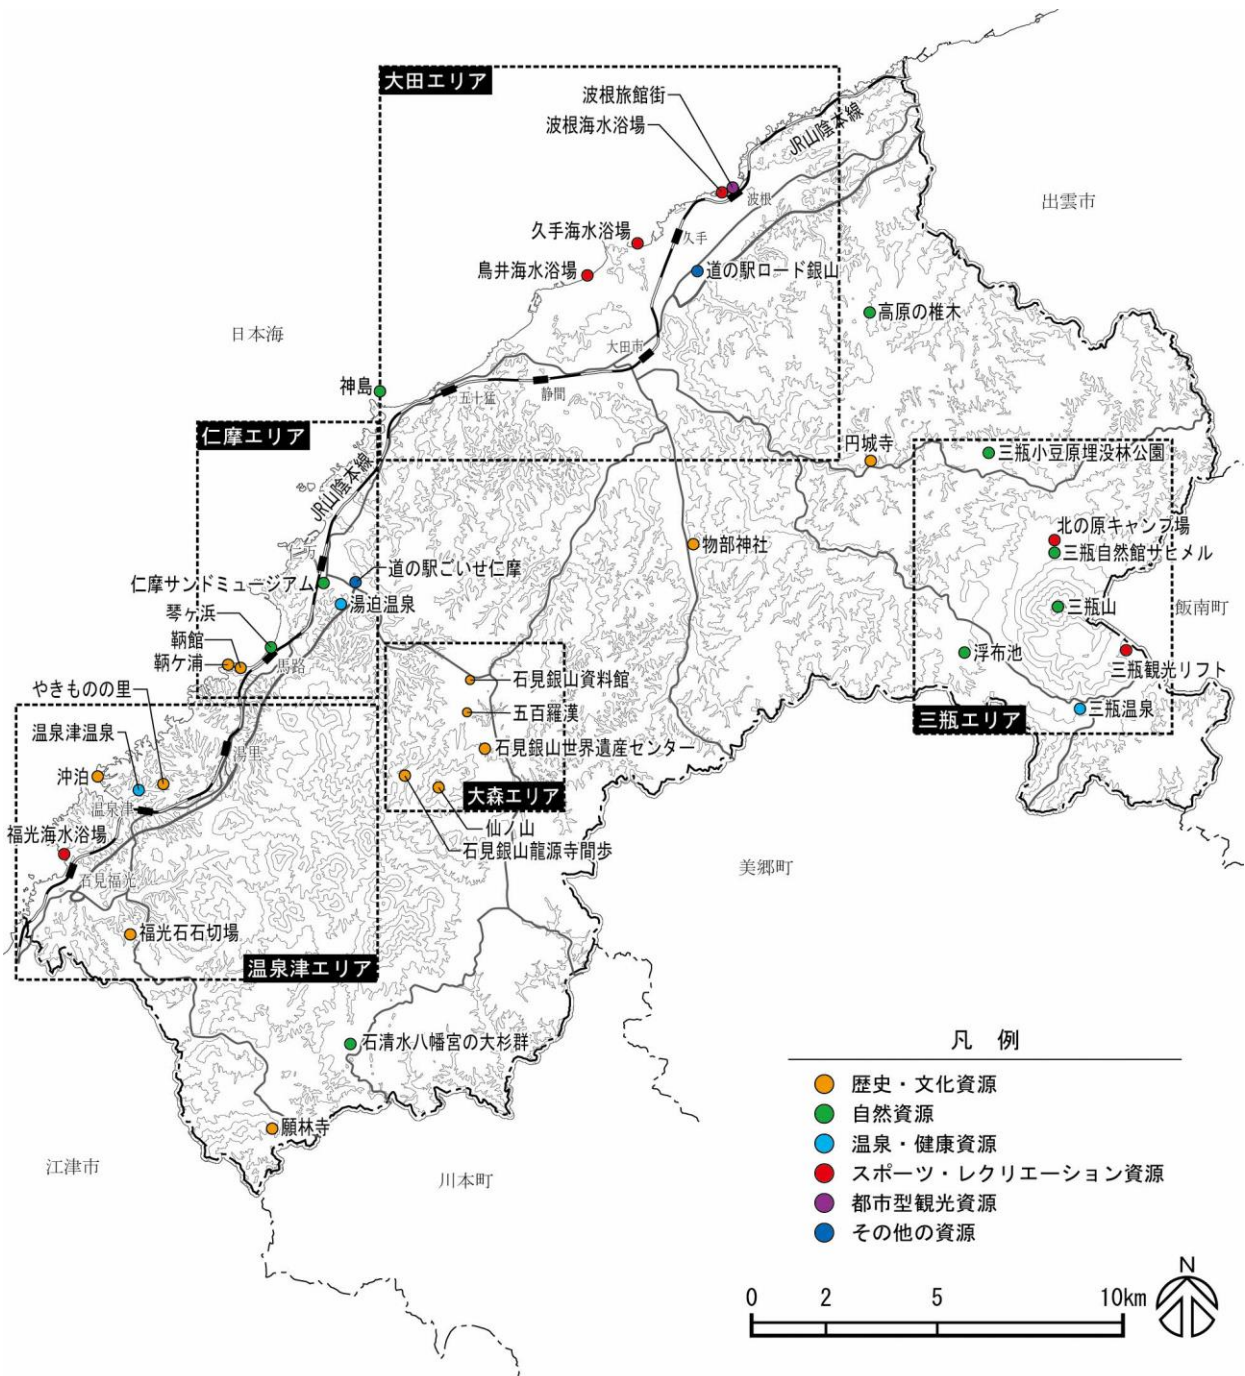 大田エリア
波根旅館街
波根海水浴場
JR山陰本線
波根
出雲市
久手海水浴場
久手
鳥井海水浴場
道の駅ロード銀山
高原の椎木
日本海
大田市
神島
五十猛
静間
仁摩エリア
円城寺
三瓶小豆原埋没林公園
JR山陰本線
北の原キャンプ場
物部神社
三瓶自然館サヒメル
仁万
仁摩サンドミュージアム
道の駅ごいせ仁摩
湯迫温泉
三瓶山
飯南町
琴ヶ浜
鞆館
馬路
浮布池
鞆ケ浦
三瓶観光リフト
石見銀山資料館
やきものの里
五百羅漢
三瓶温泉
三瓶エリア
温泉津温泉
湯里
石見銀山世界遺産センター
沖泊
大森エリア
温泉津
仙ノ山
福光海水浴場
石見銀山龍源寺間歩
美郷町
石見福光
福光石石切場
温泉津エリア
石清水八幡宮の大杉群
願林寺
江津市
川本町
凡 例
歴史・文化資源
自然資源
温泉・健康資源
スポーツ・レクリエーション資源
都市型観光資源
その他の資源
N
0 2 5 10km